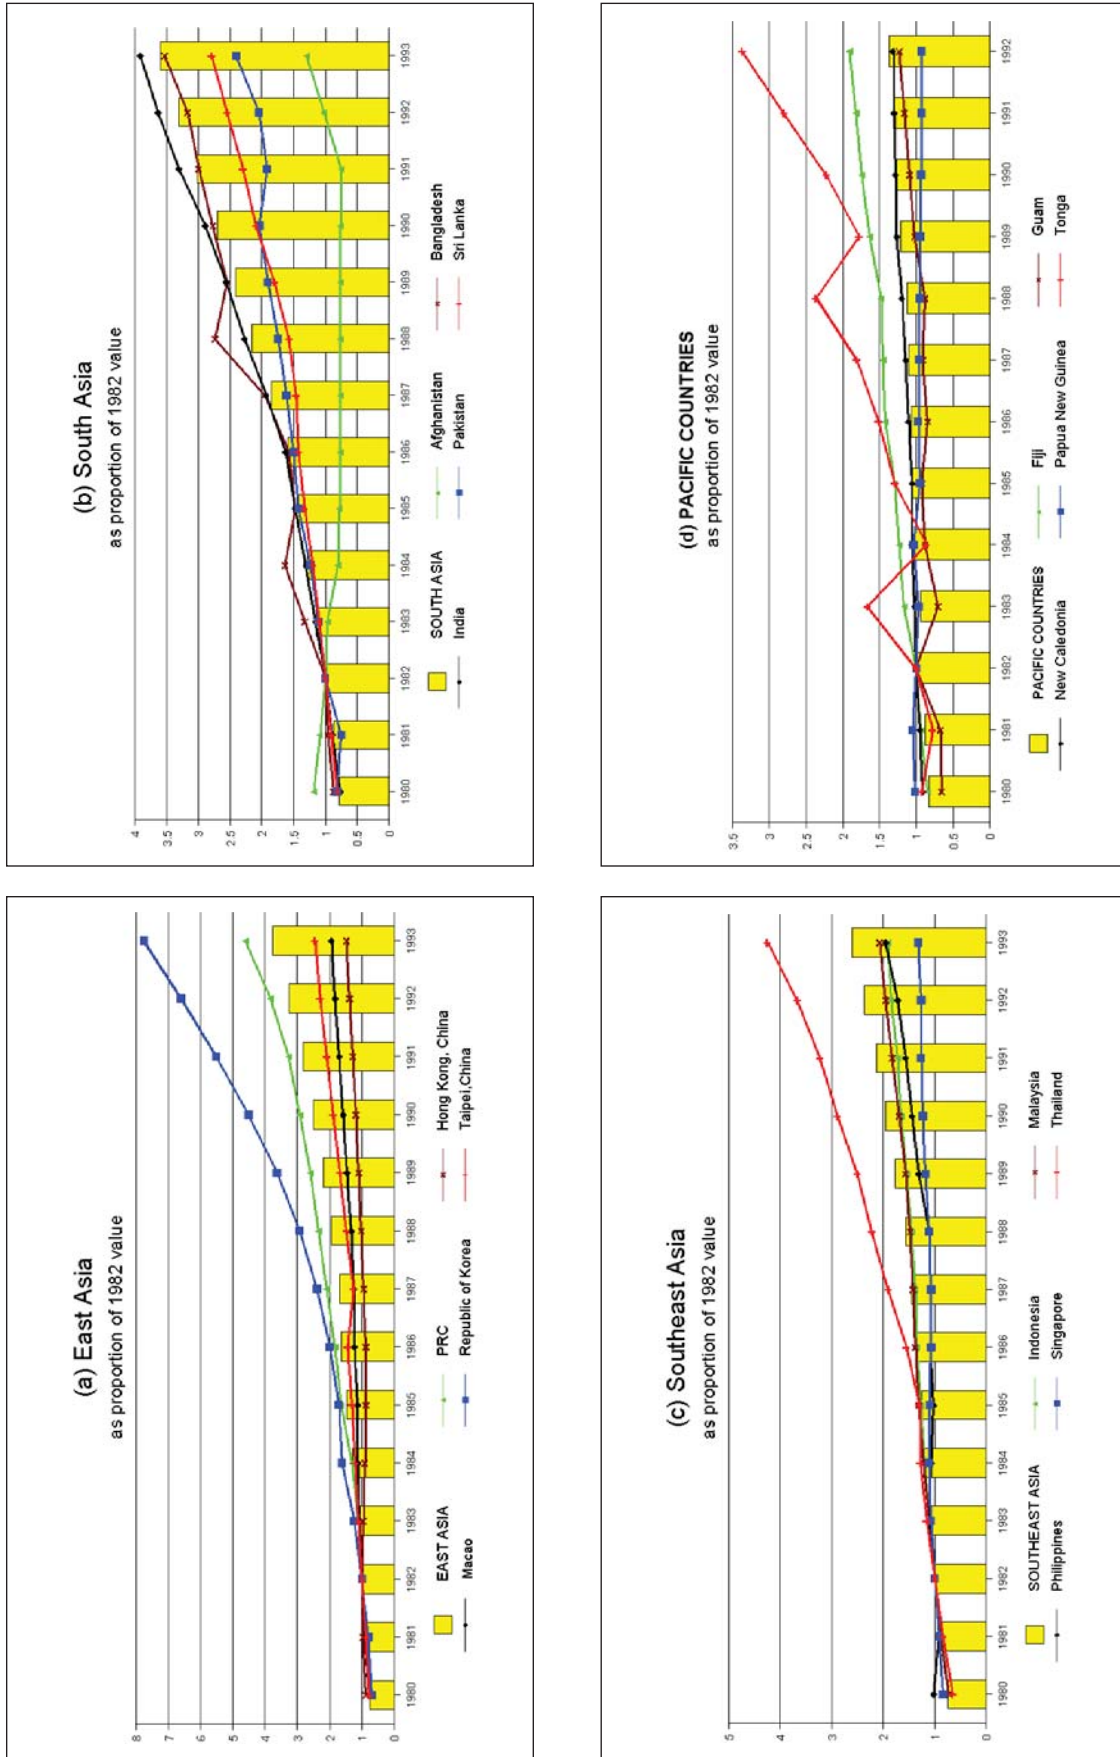 (a) East Asia
as proportion of 1982 value
8
7
6
5
4
3
2
1
0
1980 1981 1982 1983 1984 1985 1986 1987 1988 1989 1990 1991 1992 1993
EAST ASIA PRC Hong Kong, China
Macao Republic of Korea Taipei,China
(b) South Asia
as proportion of 1982 value
4
3.5
3
2.5
2
1.5
1
0.5
0
1980 1981 1982 1983 1984 1985 1986 1987 1988 1989 1990 1991 1992 1993
SOUTH ASIA Afghanistan Bangladesh
India Pakistan Sri Lanka
(c) Southeast Asia
as proportion of 1982 value
5
4
3
2
1
0
1980 1981 1982 1983 1984 1985 1986 1987 1988 1989 1990 1991 1992 1993
SOUTHEAST ASIA Indonesia Malaysia
Philippines Singapore Thailand
(d) PACIFIC COUNTRIES
as proportion of 1982 value
3.5
3
2.5
2
1.5
1
0.5
0
1980 1981 1982 1983 1984 1985 1986 1987 1988 1989 1990 1991 1992
PACIFIC COUNTRIES Fiji Guam
New Caledonia Papua New Guinea Tonga